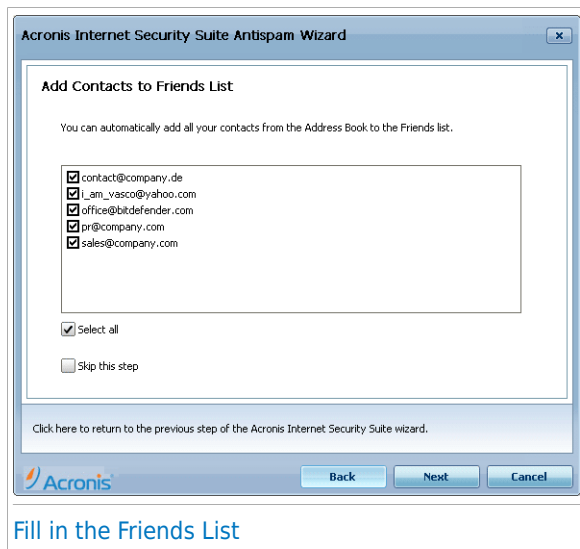 Acronis Internet Security Suite Antispam Wizard
Add Contacts to Friends List
You can automatically add all your contacts from the Address Book to the Friends list.
contact@company.de
i_am_vasco@yahoo.com
office@bitdefender.com
pr@company.com
sales@company.com
Select all
Skip this step
Click here to return to the previous step of the Acronis Internet Security Suite wizard.
Acronis
Back Next Cancel
Fill in the Friends List